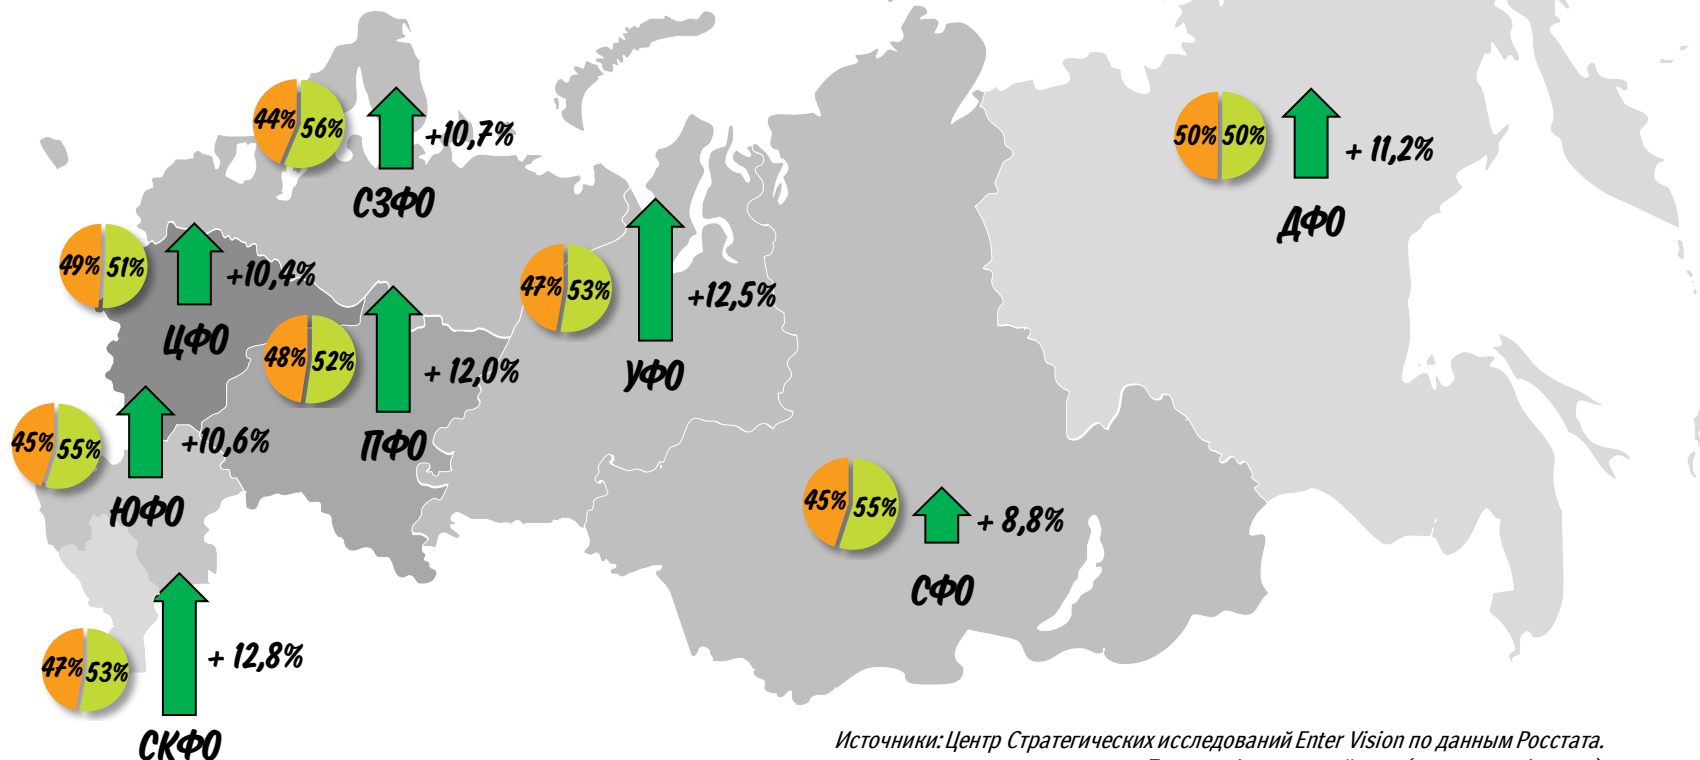 44% 56% +10,7%
СЗФО
50% 50% + 11,2%
ДФО
49% 51% +10,4%
ЦФО
47% 53% +12,5%
УФО
48% 52% + 12,0%
ПФО
45% 55% +10,6%
ЮФО
45% 55% + 8,8%
СФО
47% 53% + 12,8%
СКФО
Источники: Центр Стратегических исследований Enter Vision по данным Росстата.